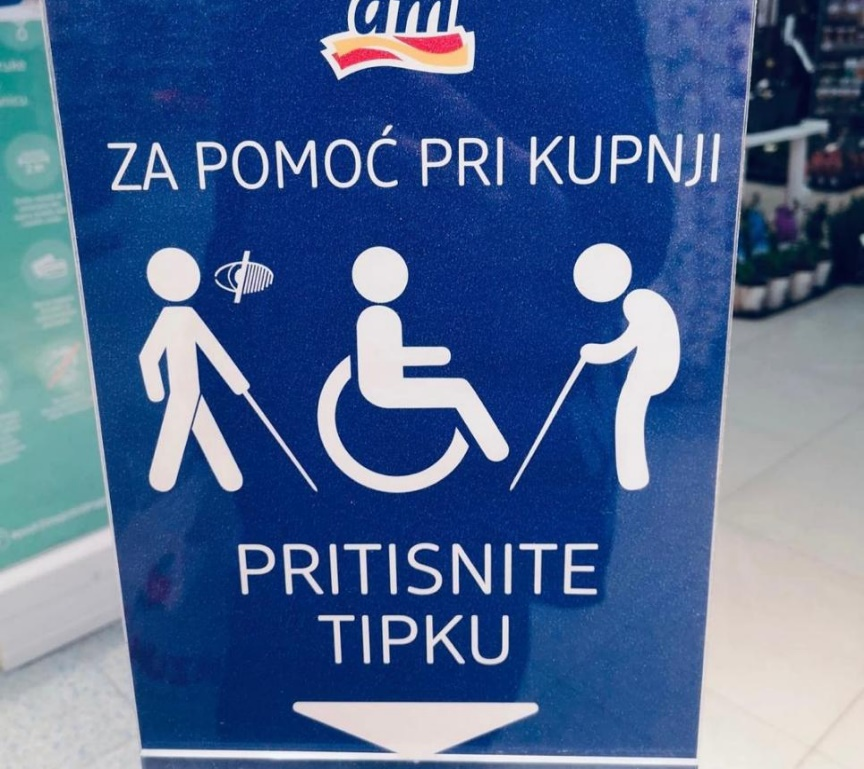 dm
ZA POMOĆ PRI KUPNJI
PRITISNITE
TIPKU